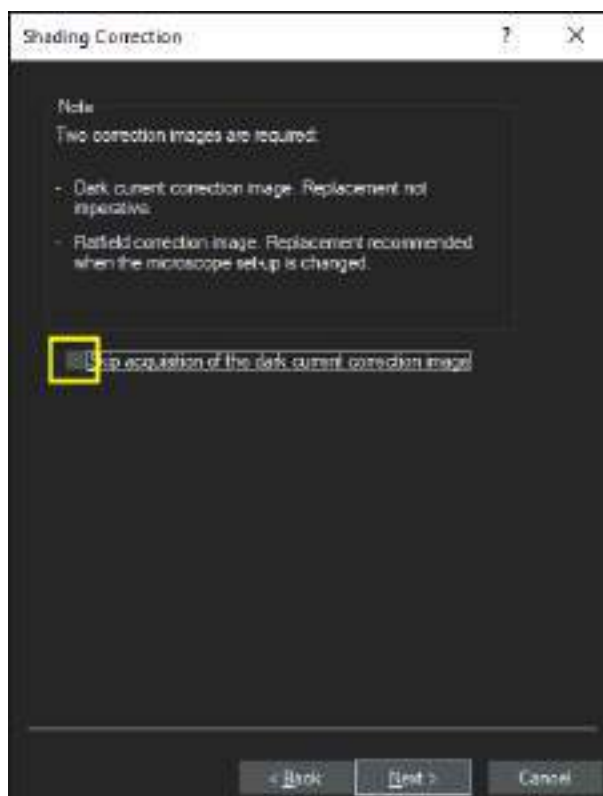 Shading Correction ? ×
Note
Two correction images are required:
- Dark current correction image. Replacement not
imperative.
- Flatfield correction image. Replacement recommended
when the microscope set-up is changed.
Skip acquisition of the dark current correction image
< Back Next > Cancel